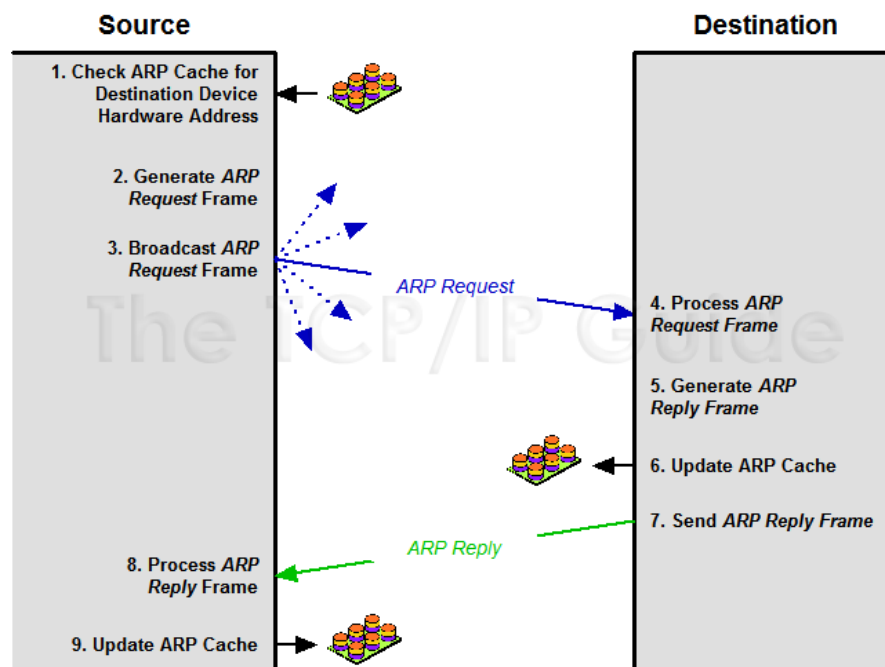 Source
Destination
1. Check ARP Cache for
Destination Device
Hardware Address
2. Generate ARP
Request Frame
3. Broadcast ARP
Request Frame
ARP Request
4. Process ARP
Request Frame
The TCP/IP Guide
5. Generate ARP
Reply Frame
6. Update ARP Cache
7. Send ARP Reply Frame
ARP Reply
8. Process ARP
Reply Frame
9. Update ARP Cache